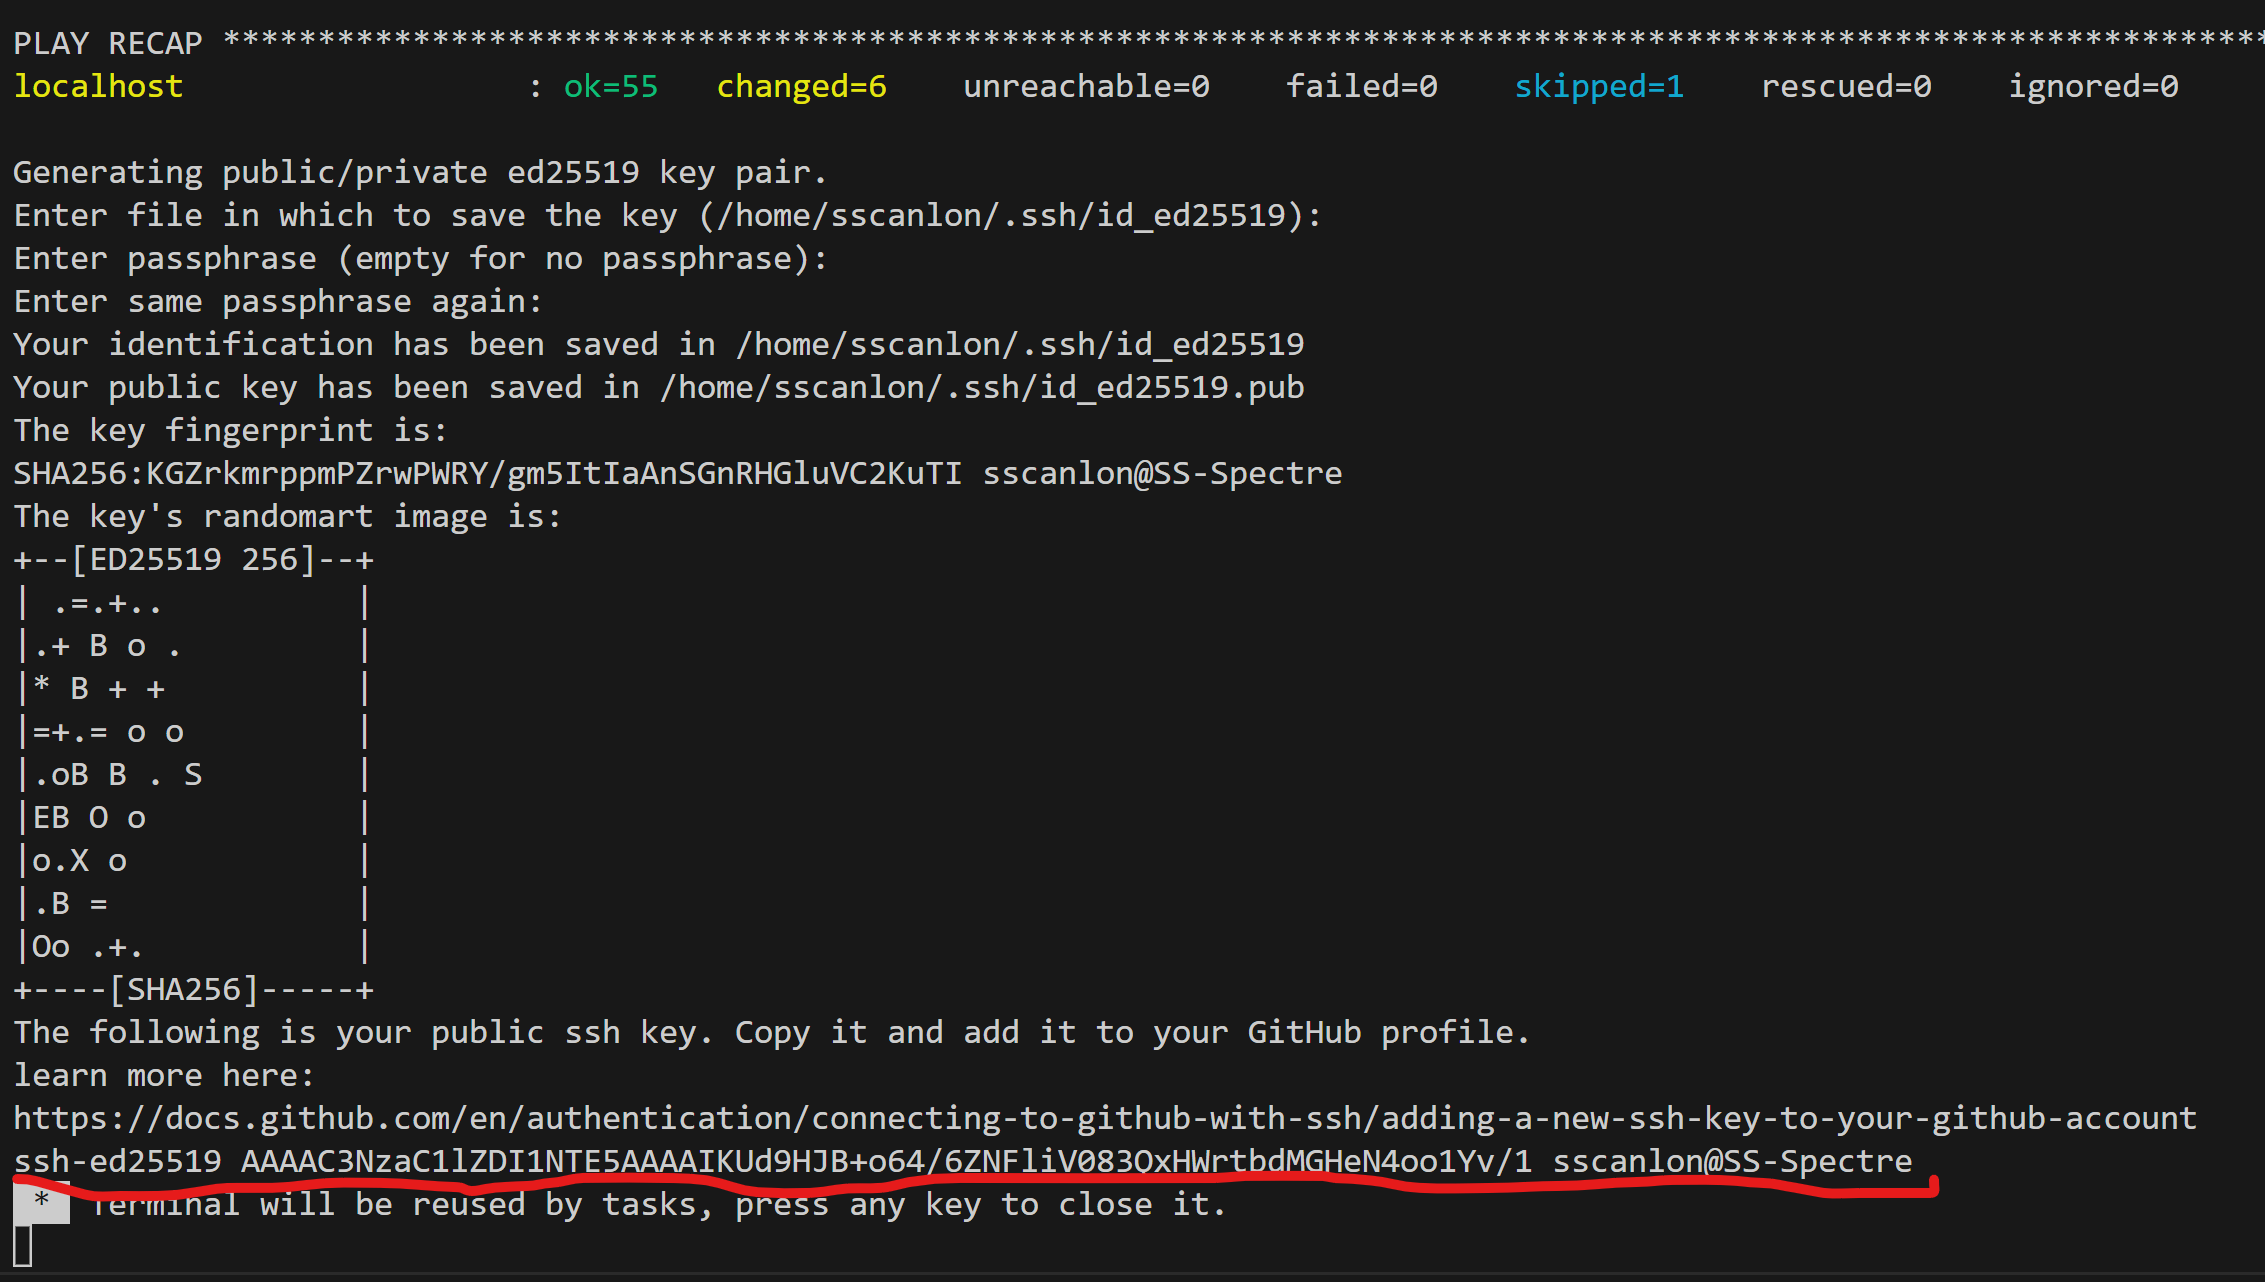 PLAY RECAP *************************************************************************************************************
localhost                  : ok=55   changed=6    unreachable=0    failed=0    skipped=1    rescued=0    ignored=0
Generating public/private ed25519 key pair.
Enter file in which to save the key (/home/sscanlon/.ssh/id_ed25519):
Enter passphrase (empty for no passphrase):
Enter same passphrase again:
Your identification has been saved in /home/sscanlon/.ssh/id_ed25519
Your public key has been saved in /home/sscanlon/.ssh/id_ed25519.pub
The key fingerprint is:
SHA256:KGZrkmrppmPZrwPWRY/gm5ItIaAnSGnRHGluVC2KuTI sscanlon@SS-Spectre
The key's randomart image is:
+--[ED25519 256]--+
| .=.+..          |
|.+ B o .         |
|* B + +          |
|=+.= o o         |
|.oB B . S        |
|EB O o           |
|o.X o            |
|.B =             |
|Oo .+.           |
+----[SHA256]-----+
The following is your public ssh key. Copy it and add it to your GitHub profile.
learn more here:
https://docs.github.com/en/authentication/connecting-to-github-with-ssh/adding-a-new-ssh-key-to-your-github-account
ssh-ed25519 AAAAC3NzaC1lZDI1NTE5AAAAIKUd9HJB+o64/6ZNFliV083QxHWrtbdMGHeN4oo1Yv/1 sscanlon@SS-Spectre
 *  Terminal will be reused by tasks, press any key to close it.